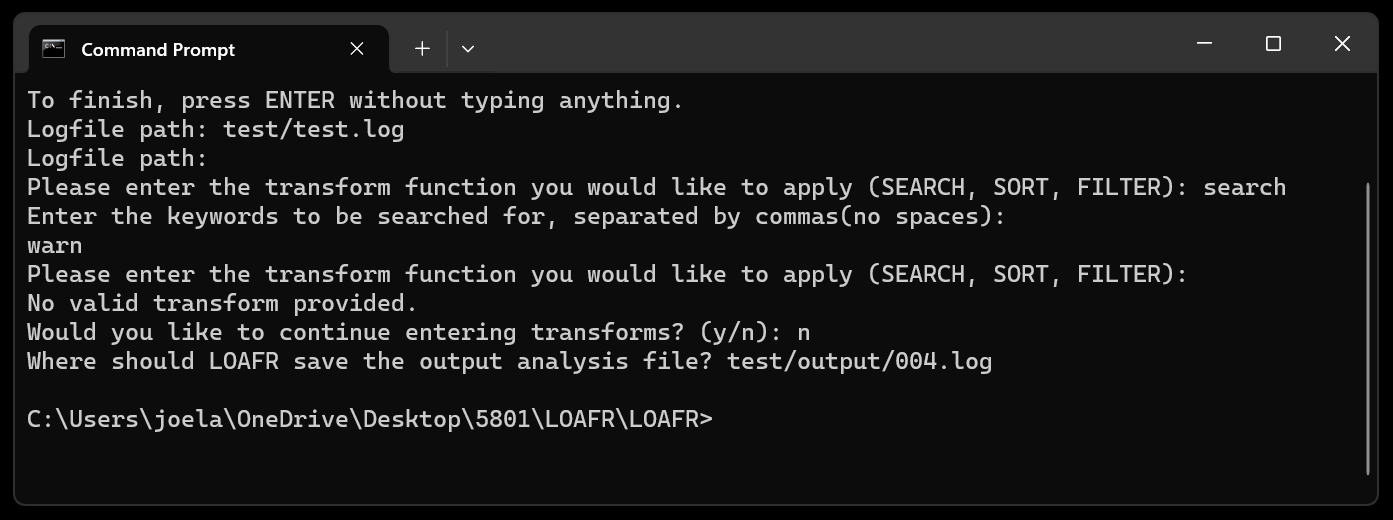 Command Prompt
To finish, press ENTER without typing anything.
Logfile path: test/test.log
Logfile path:
Please enter the transform function you would like to apply (SEARCH, SORT, FILTER): search
Enter the keywords to be searched for, separated by commas(no spaces):
warn
Please enter the transform function you would like to apply (SEARCH, SORT, FILTER):
No valid transform provided.
Would you like to continue entering transforms? (y/n): n
Where should LOAFR save the output analysis file? test/output/004.log
C:\Users\joela\OneDrive\Desktop\5801\LOAFR\LOAFR>